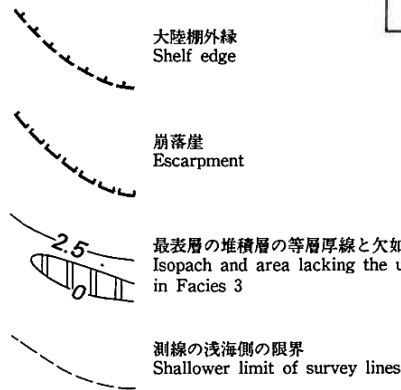 大陸棚外縁
Shelf edge
崩落崖
Escarpment
2.5
0
最表層の堆積層の等層厚線と欠如
Isopach and area lacking the u
in Facies 3
測線の浅海側の限界
Shallower limit of survey lines